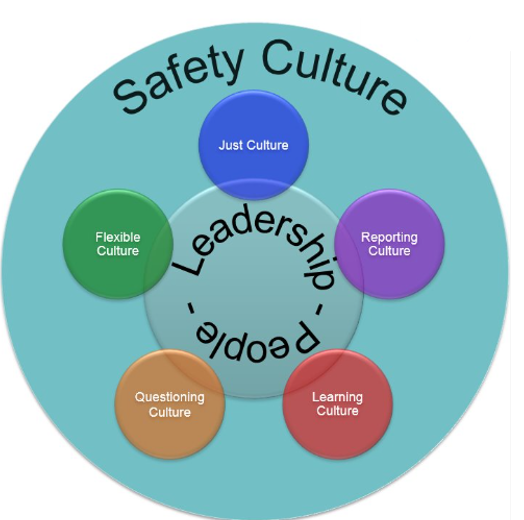 Safety Culture
Just Culture
Flexible
Culture
Reporting
Culture
Leadership
- People -
Questioning
Culture
Learning
Culture